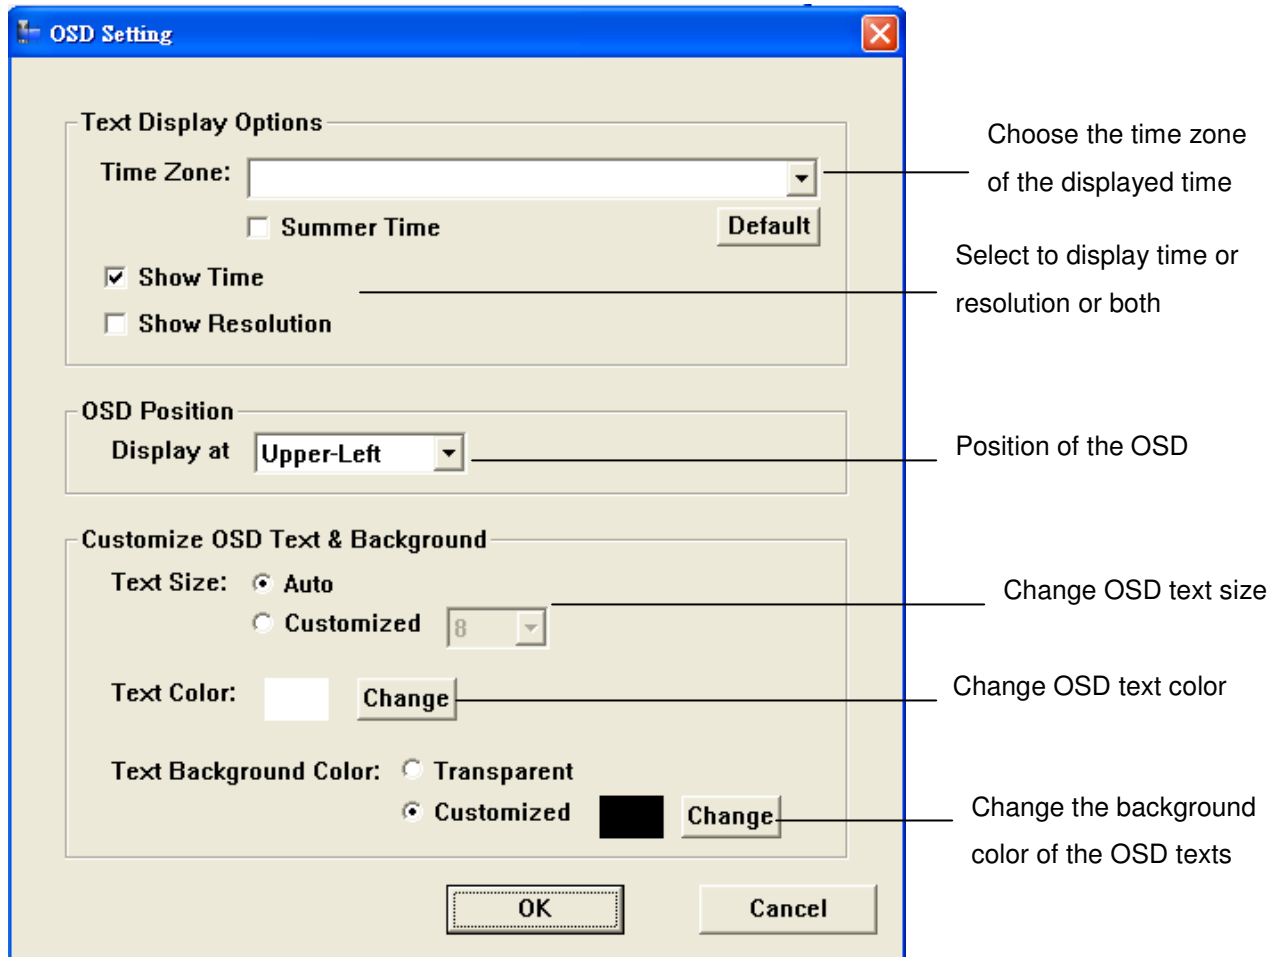 OSD Setting
Text Display Options
Time Zone:
Choose the time zone
of the displayed time
Summer Time
Default
Show Time
Show Resolution
Select to display time or
resolution or both
OSD Position
Display at Upper-Left
Position of the OSD
Customize OSD Text & Background
Text Size: Auto
Customized 8
Change OSD text size
Text Color: Change
Change OSD text color
Text Background Color: Transparent
Customized Change
Change the background
color of the OSD texts
OK Cancel